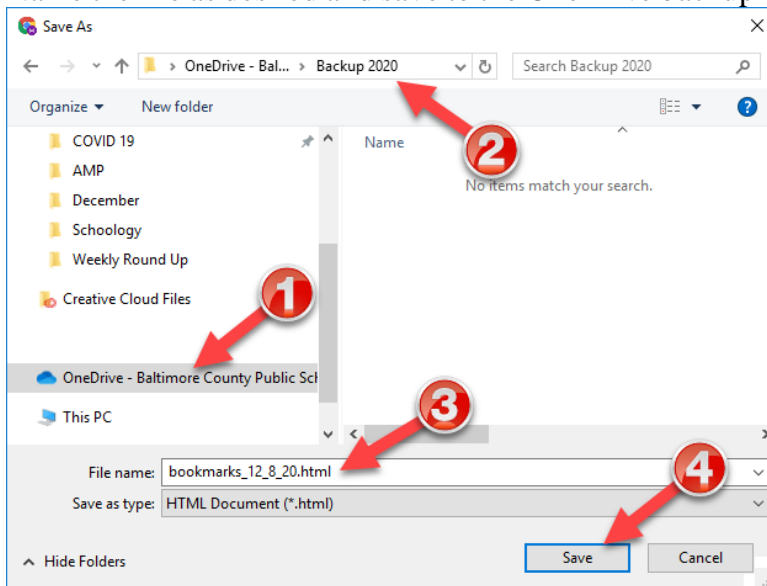 Save As
OneDrive - Bal... > Backup 2020
Search Backup 2020
Organize
New folder
COVID 19
AMP
December
Schoology
Weekly Round Up
Creative Cloud Files
OneDrive - Baltimore County Public Sch
This PC
Name
No items match your search.
1
2
3
4
File name: bookmarks_12_8_20.html
Save as type: HTML Document (*.html)
Hide Folders
Save
Cancel